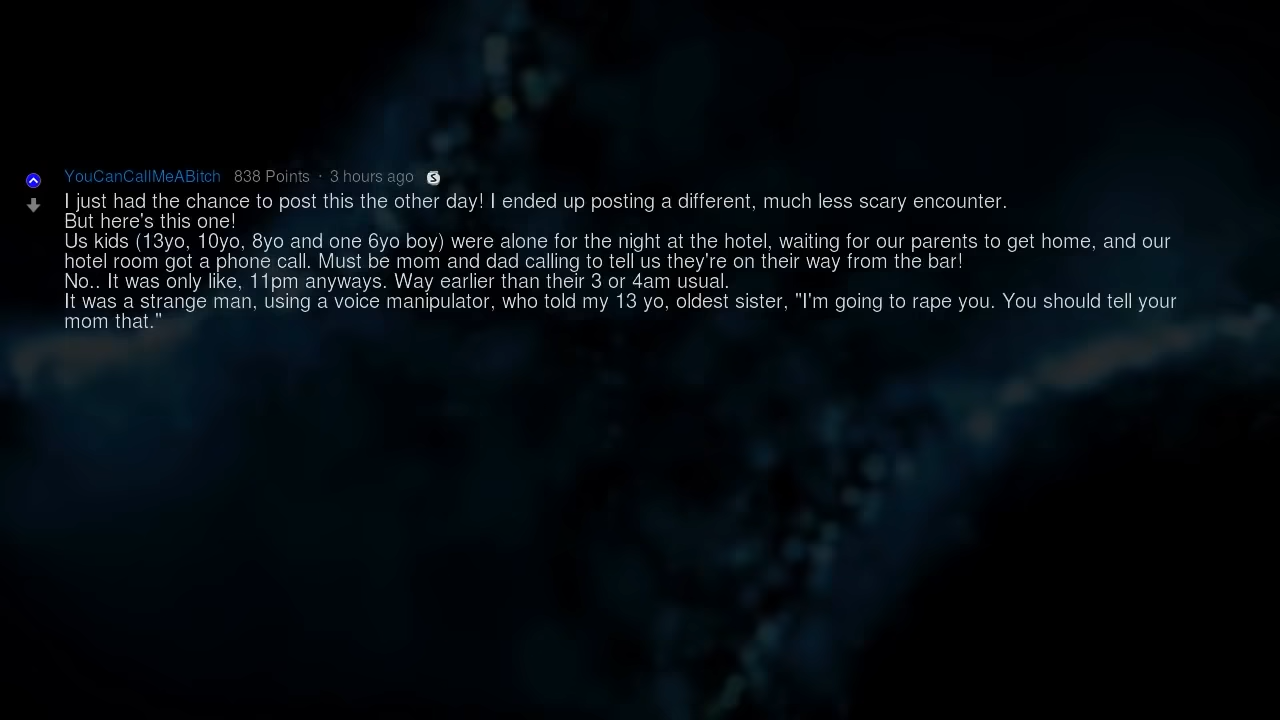 YouCanCallMeABitch 838 Points · 3 hours ago S
I just had the chance to post this the other day! I ended up posting a different, much less scary encounter.
But here's this one!
Us kids (13yo, 10yo, 8yo and one 6yo boy) were alone for the night at the hotel, waiting for our parents to get home, and our
hotel room got a phone call. Must be mom and dad calling to tell us they're on their way from the bar!
No.. It was only like, 11pm anyways. Way earlier than their 3 or 4am usual.
It was a strange man, using a voice manipulator, who told my 13 yo, oldest sister, "I'm going to rape you. You should tell your
mom that."